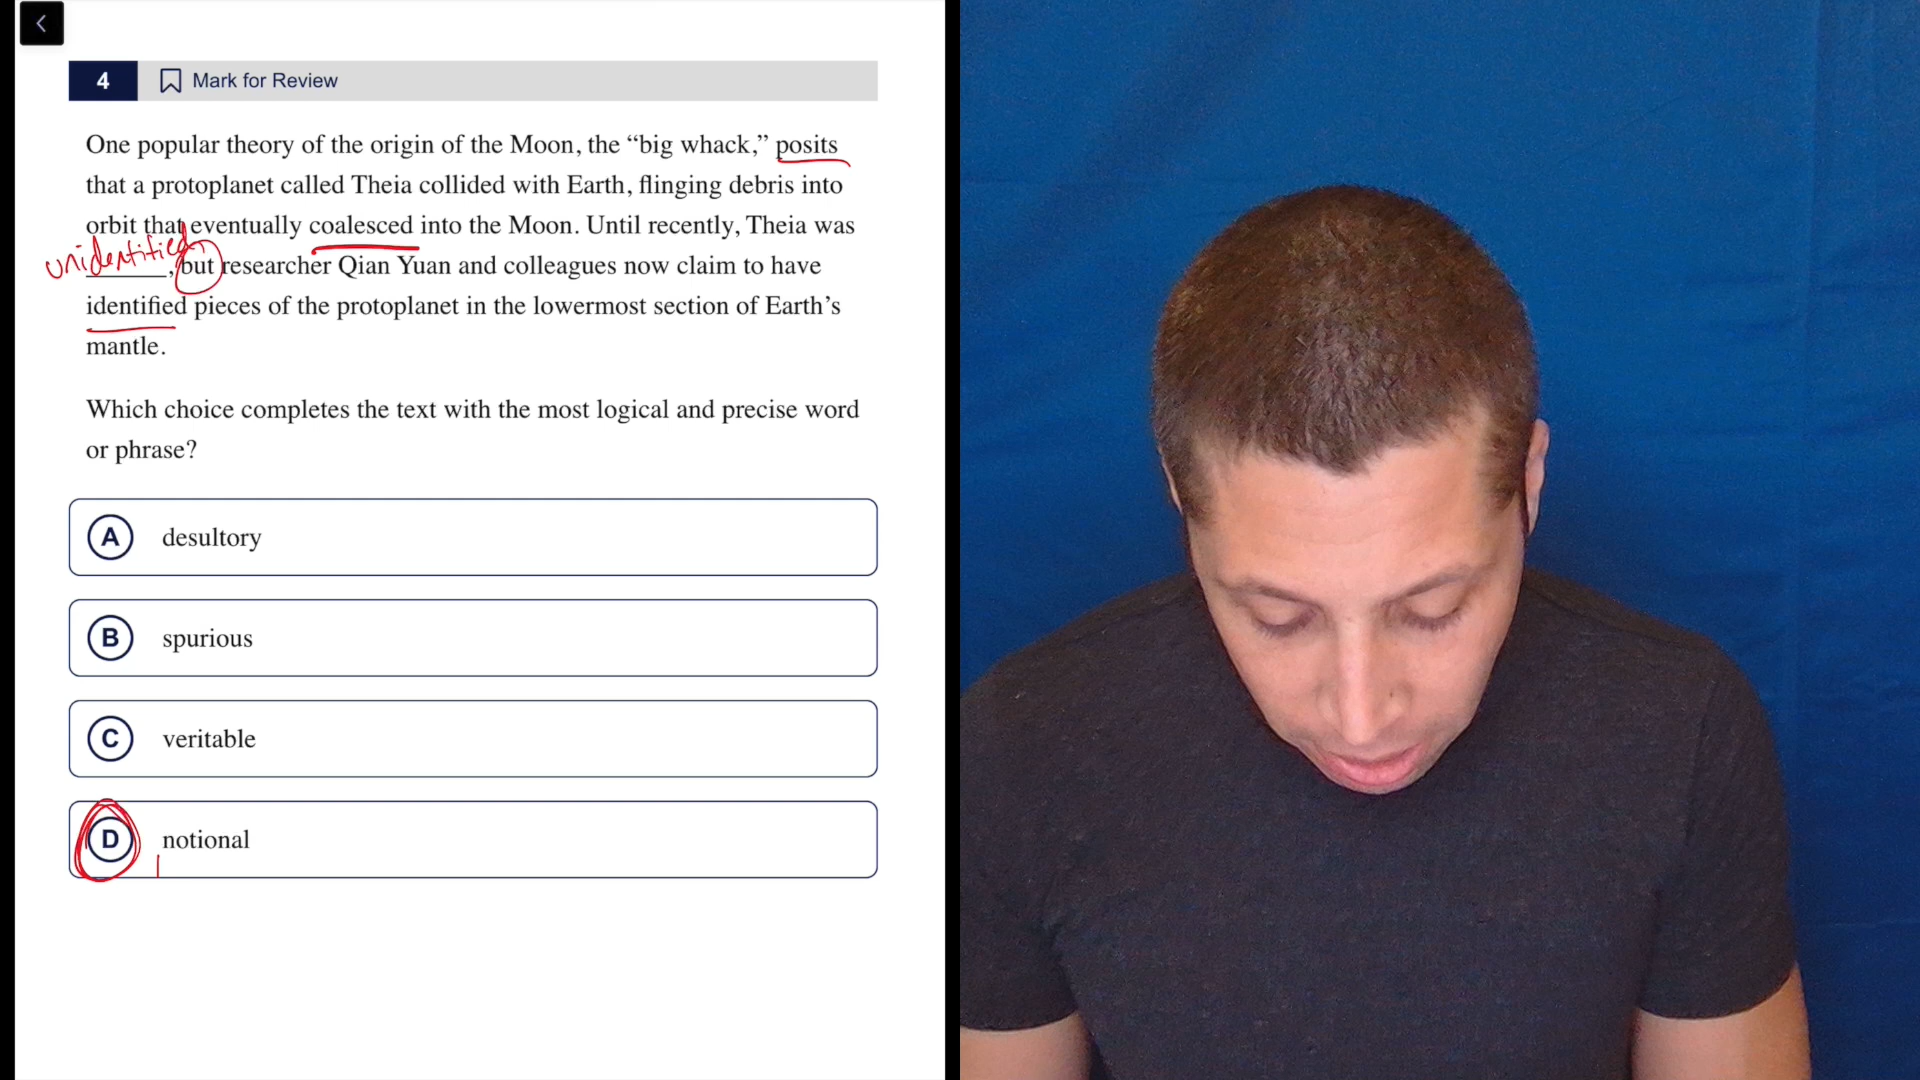 4 Mark for Review
One popular theory of the origin of the Moon, the “big whack,” posits
that a protoplanet called Theia collided with Earth, flinging debris into
orbit that eventually coalesced into the Moon. Until recently, Theia was
unidentified
______, but researcher Qian Yuan and colleagues now claim to have
identified pieces of the protoplanet in the lowermost section of Earth’s
mantle.
Which choice completes the text with the most logical and precise word
or phrase?
A desultory
B spurious
C veritable
D notional